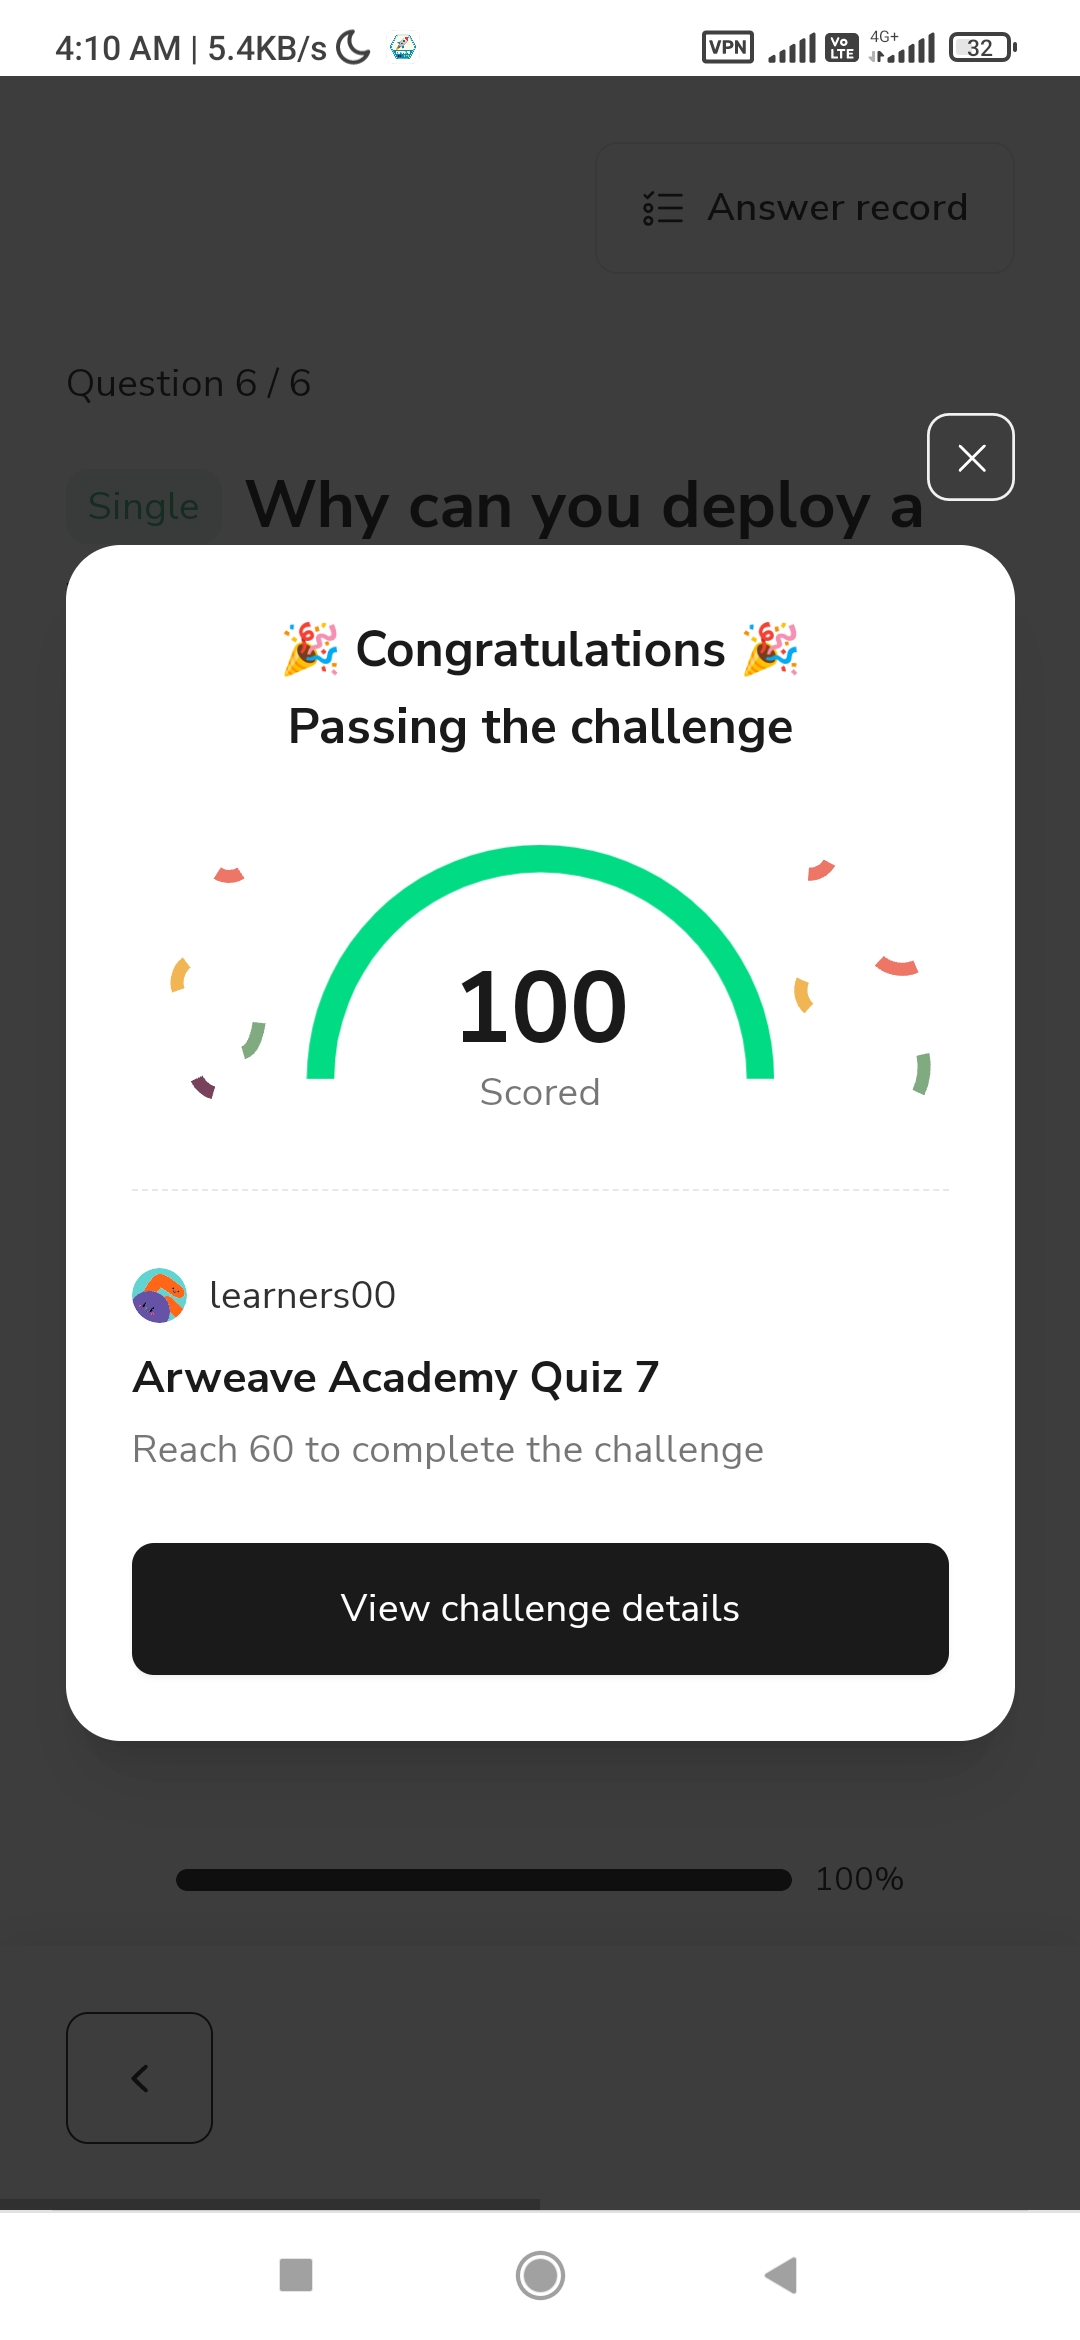 4:10 AM | 5.4KB/s VPN Vo LTE 4G+ 32
Answer record
Question 6 / 6
Single Why can you deploy a
🎉 Congratulations 🎉
Passing the challenge
100
Scored
learners00
Arweave Academy Quiz 7
Reach 60 to complete the challenge
View challenge details
100%